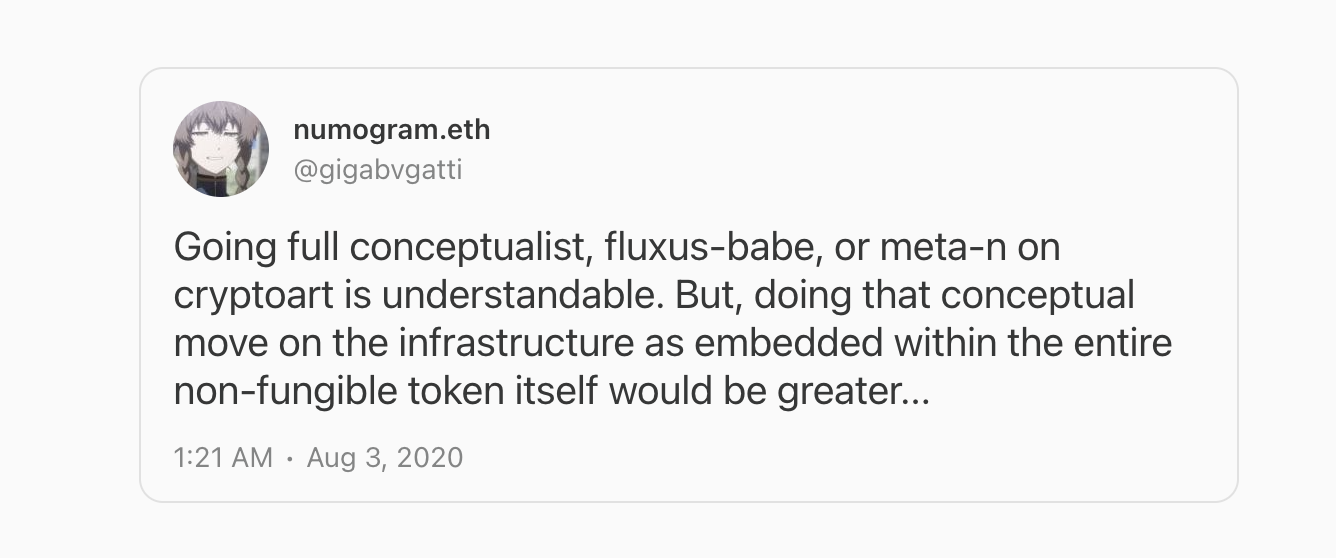 numogram.eth
@gigabvgatti
Going full conceptualist, fluxus-babe, or meta-n on
cryptoart is understandable. But, doing that conceptual
move on the infrastructure as embedded within the entire
non-fungible token itself would be greater...
1:21 AM · Aug 3, 2020